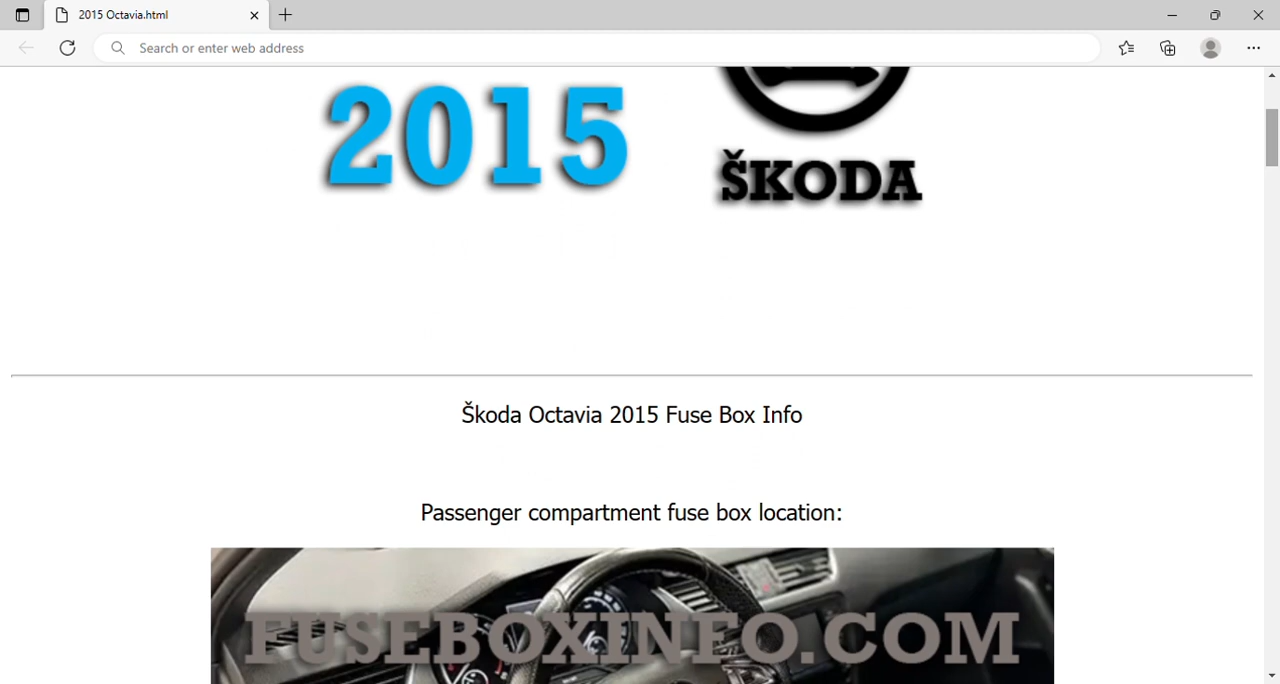 2015 Octavia.html
Search or enter web address
2015
ŠKODA
Škoda Octavia 2015 Fuse Box Info
Passenger compartment fuse box location:
FUSEBOXINFO.COM